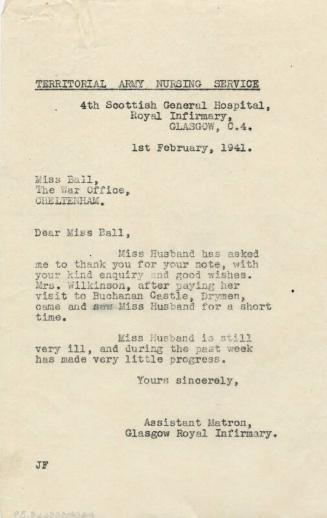 TERRITORIAL ARMY NURSING SERVICE
4th Scottish General Hospital,
Royal Infirmary,
GLASGOW, C.4.
1st February, 1941.
Miss Ball,
The War Office,
CHELTENHAM.
Dear Miss Ball,
Miss Husband has asked
me to thank you for your note, with
your kind enquiry and good wishes.
Mrs. Wilkinson, after paying her
visit to Buchanan Castle, Drymen,
came and saw Miss Husband for a short
time.
Miss Husband is still
very ill, and during the past week
has made very little progress.
Yours sincerely,
Assistant Matron,
Glasgow Royal Infirmary.
JF